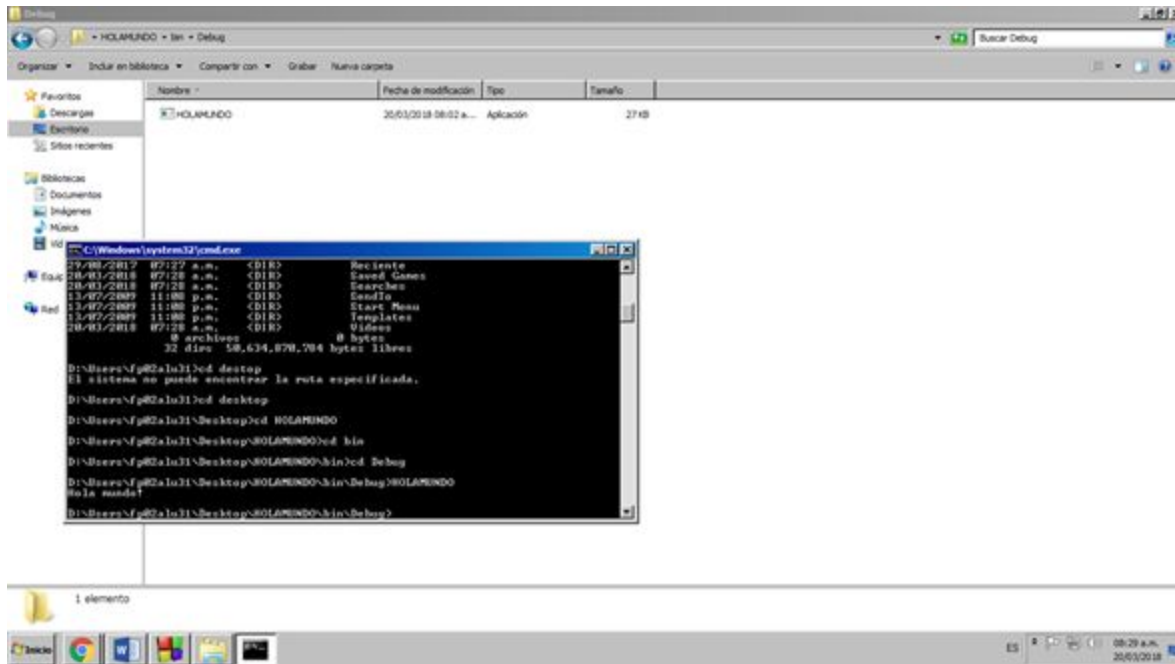 Debug
HOLAMUNDO bin Debug
Buscar Debug
Organizar Incluir en biblioteca Compartir con Grabar Nueva carpeta
Favoritos
Descargas
Escritorio
Sitios recientes
Bibliotecas
Documentos
Imágenes
Música
Equip
Red
Nombre Fecha de modificación Tipo Tamaño
HOLAMUNDO 20/03/2018 08:02 a... Aplicación 27 KB
C:\Windows\system32\cmd.exe
29/08/2017 07:27 a.m. <DIR> Reciente
20/03/2018 07:28 a.m. <DIR> Saved Games
20/03/2018 07:28 a.m. <DIR> Searches
13/07/2009 11:08 p.m. <DIR> SendTo
13/07/2009 11:08 p.m. <DIR> Start Menu
13/07/2009 11:08 p.m. <DIR> Templates
20/03/2018 07:28 a.m. <DIR> Videos
0 archivos 0 bytes
32 dirs 50,634,870,784 bytes libres
D:\Users\fp02alu31>cd destop
El sistema no puede encontrar la ruta especificada.
D:\Users\fp02alu31>cd desktop
D:\Users\fp02alu31\Desktop>cd HOLAMUNDO
D:\Users\fp02alu31\Desktop\HOLAMUNDO>cd bin
D:\Users\fp02alu31\Desktop\HOLAMUNDO\bin>cd Debug
D:\Users\fp02alu31\Desktop\HOLAMUNDO\bin\Debug>HOLAMUNDO
Hola mundo!
D:\Users\fp02alu31\Desktop\HOLAMUNDO\bin\Debug>
1 elemento
Inicio
ES
08:29 a.m.
20/03/2018